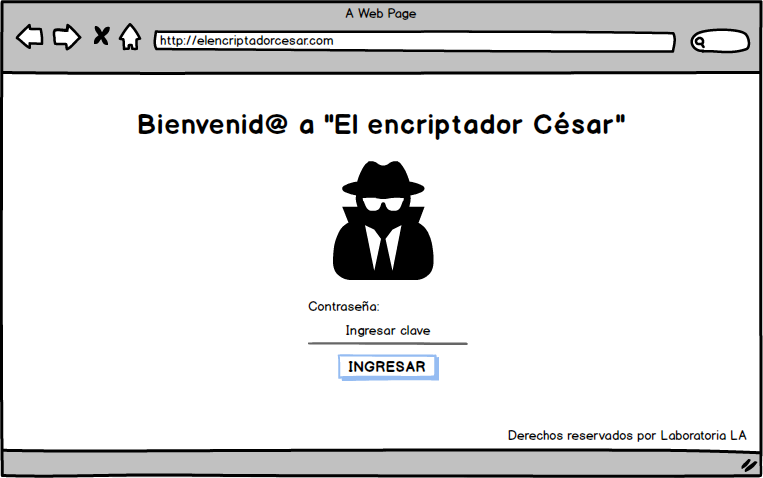 A Web Page
http://elencriptadorcesar.com
Bienvenid@ a "El encriptador César"
Contraseña:
Ingresar clave
INGRESAR
Derechos reservados por Laboratoria LA